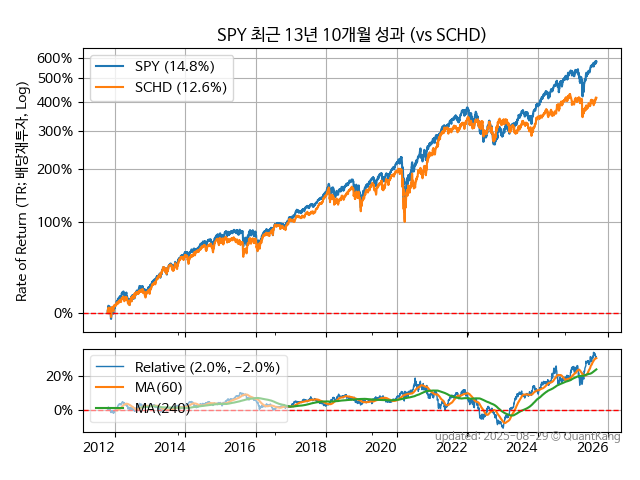 SPY 최근 13년 10개월 성과 (vs SCHD)
600%
500%
400%
300%
200%
100%
0%
Rate of Return (TR; 배당재투자, Log)
SPY (14.8%)
SCHD (12.6%)
20%
0%
Relative (2.0%, -2.0%)
MA(60)
MA(240)
updated: 2025-08-29 © QuantKang
2012 2014 2016 2018 2020 2022 2024 2026